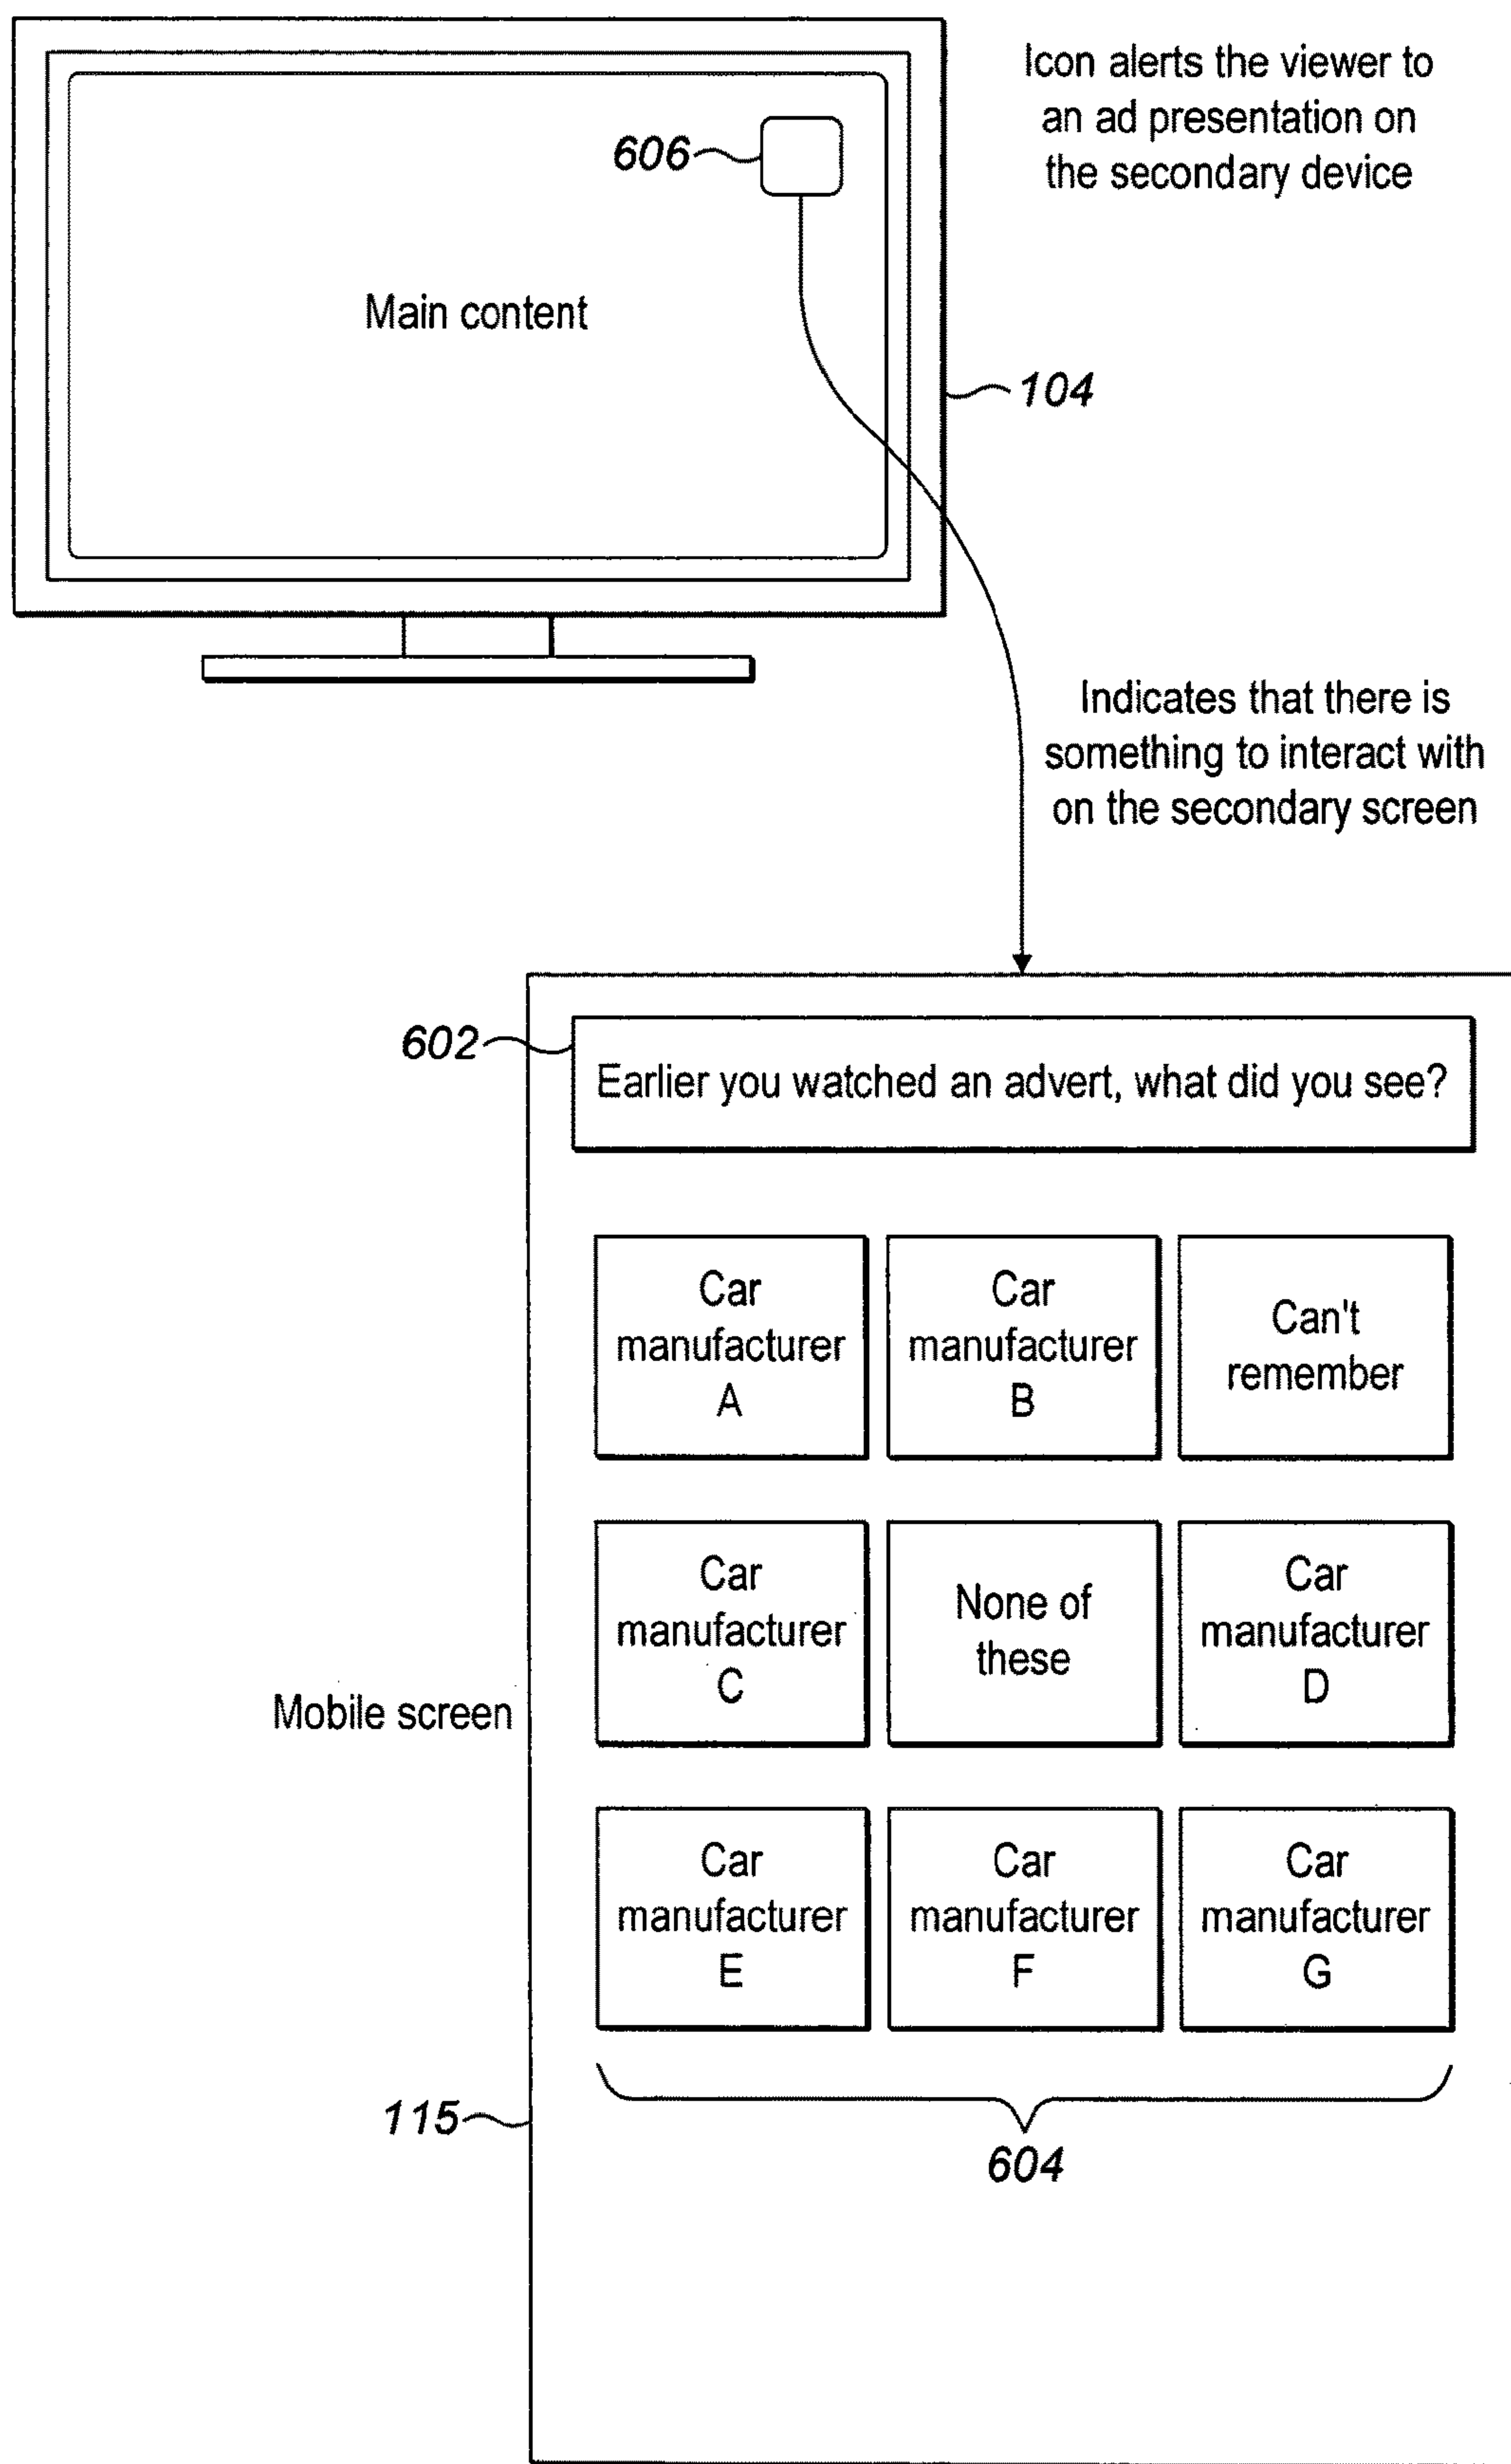 Icon alerts the viewer to
an ad presentation on
the secondary device
606
Main content
104
Indicates that there is
something to interact with
on the secondary screen
602
Earlier you watched an advert, what did you see?
Car
manufacturer
A
Car
manufacturer
B
Can't
remember
Car
manufacturer
C
None of
these
Car
manufacturer
D
Mobile screen
Car
manufacturer
E
Car
manufacturer
F
Car
manufacturer
G
115
604